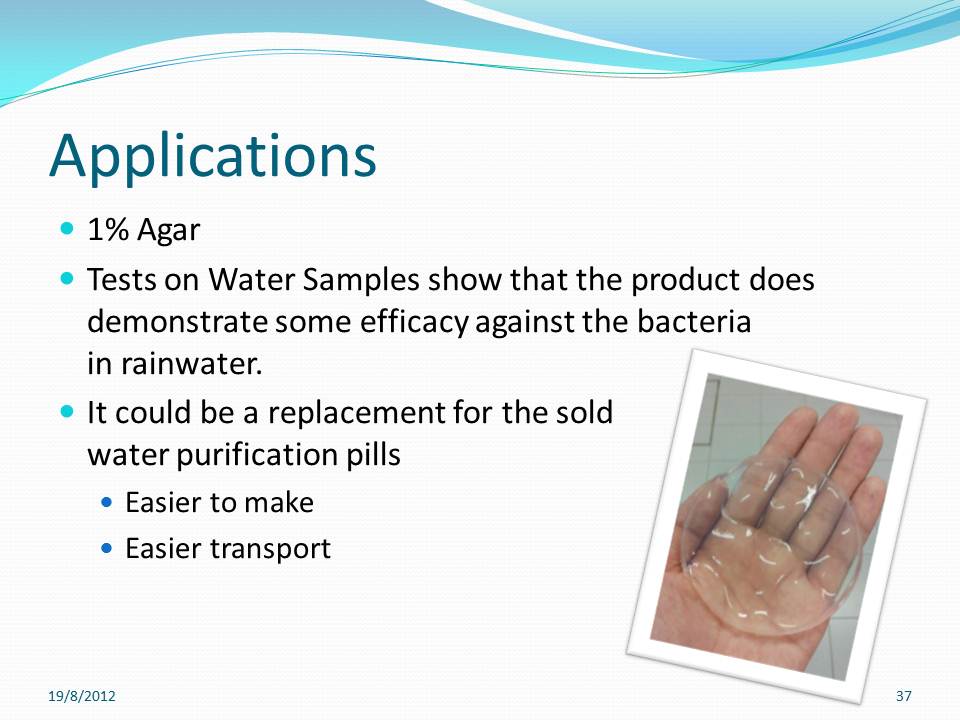 Applications
1% Agar
Tests on Water Samples show that the product does
demonstrate some efficacy against the bacteria
in rainwater.
It could be a replacement for the sold
water purification pills
Easier to make
Easier transport
19/8/2012
37